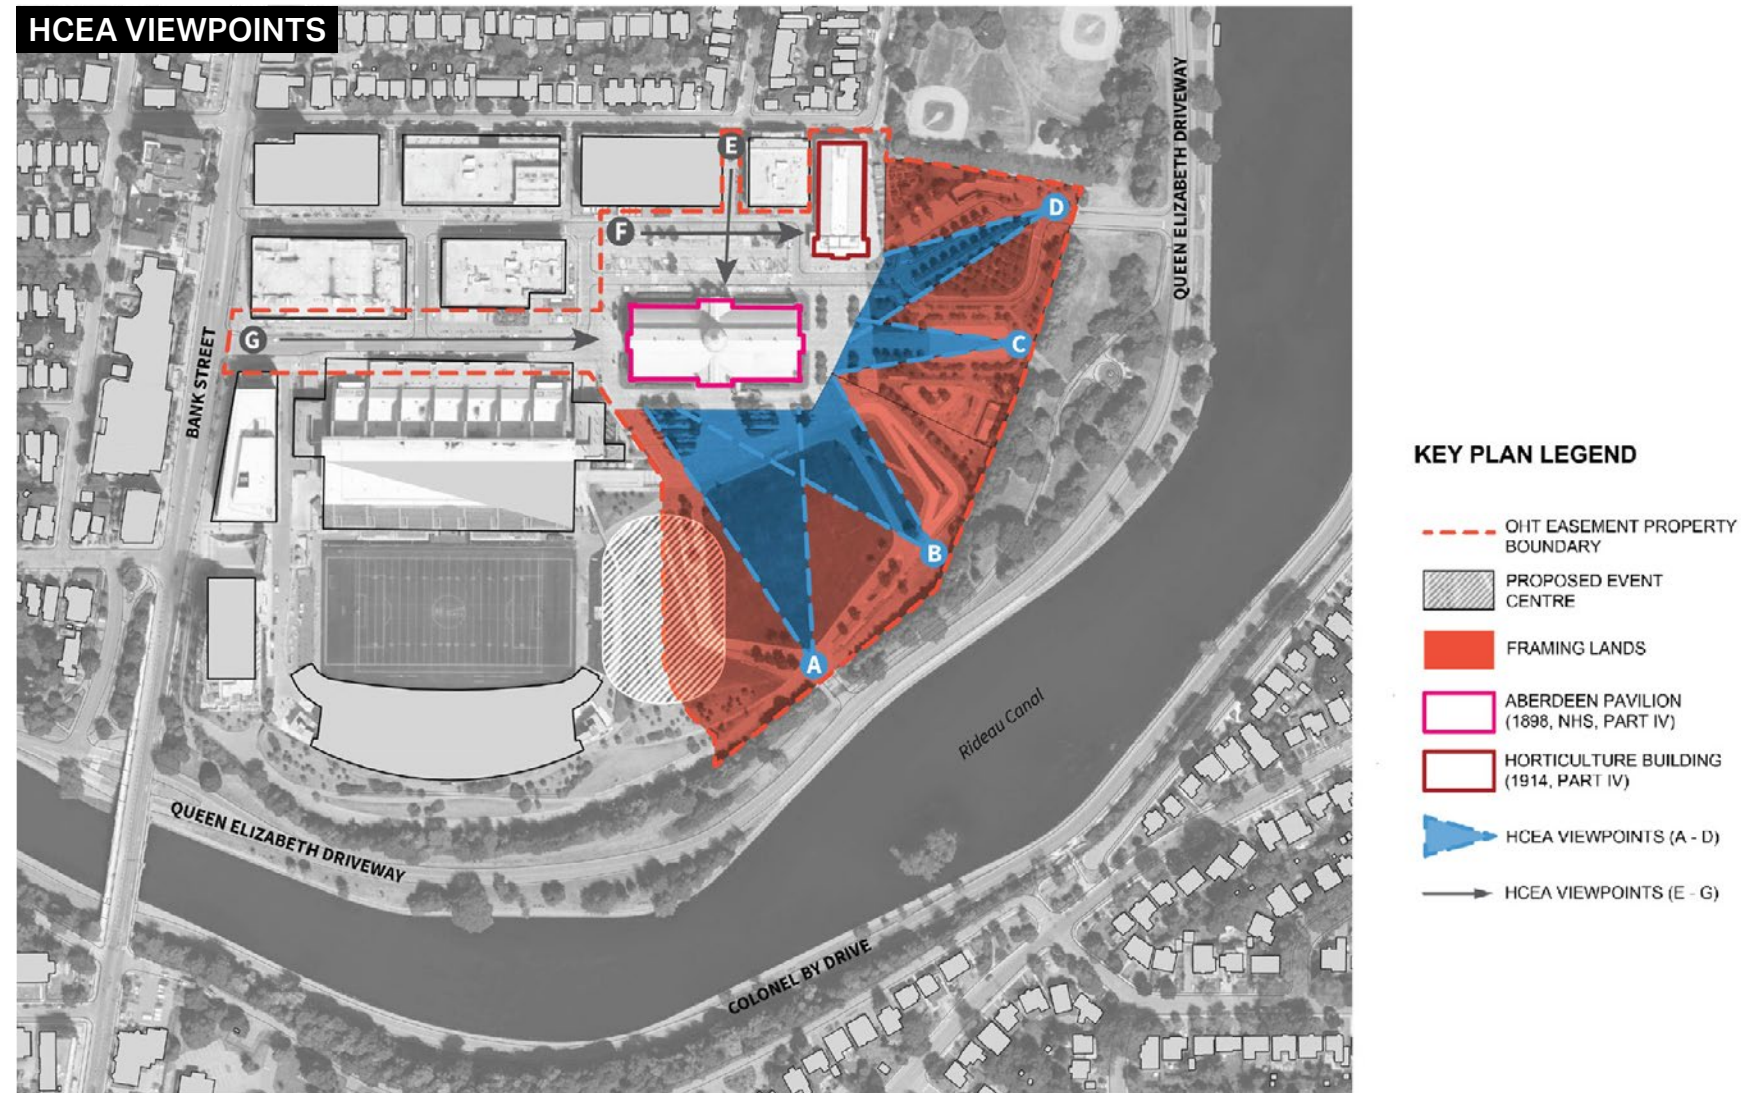 HCEA VIEWPOINTS
QUEEN ELIZABETH DRIVEWAY
E
D
F
G
C
BANK STREET
B
A
Rideau Canal
QUEEN ELIZABETH DRIVEWAY
COLONEL BY DRIVE
KEY PLAN LEGEND
OHT EASEMENT PROPERTY
BOUNDARY
PROPOSED EVENT
CENTRE
FRAMING LANDS
ABERDEEN PAVILION
(1898, NHS, PART IV)
HORTICULTURE BUILDING
(1914, PART IV)
HCEA VIEWPOINTS (A - D)
HCEA VIEWPOINTS (E - G)